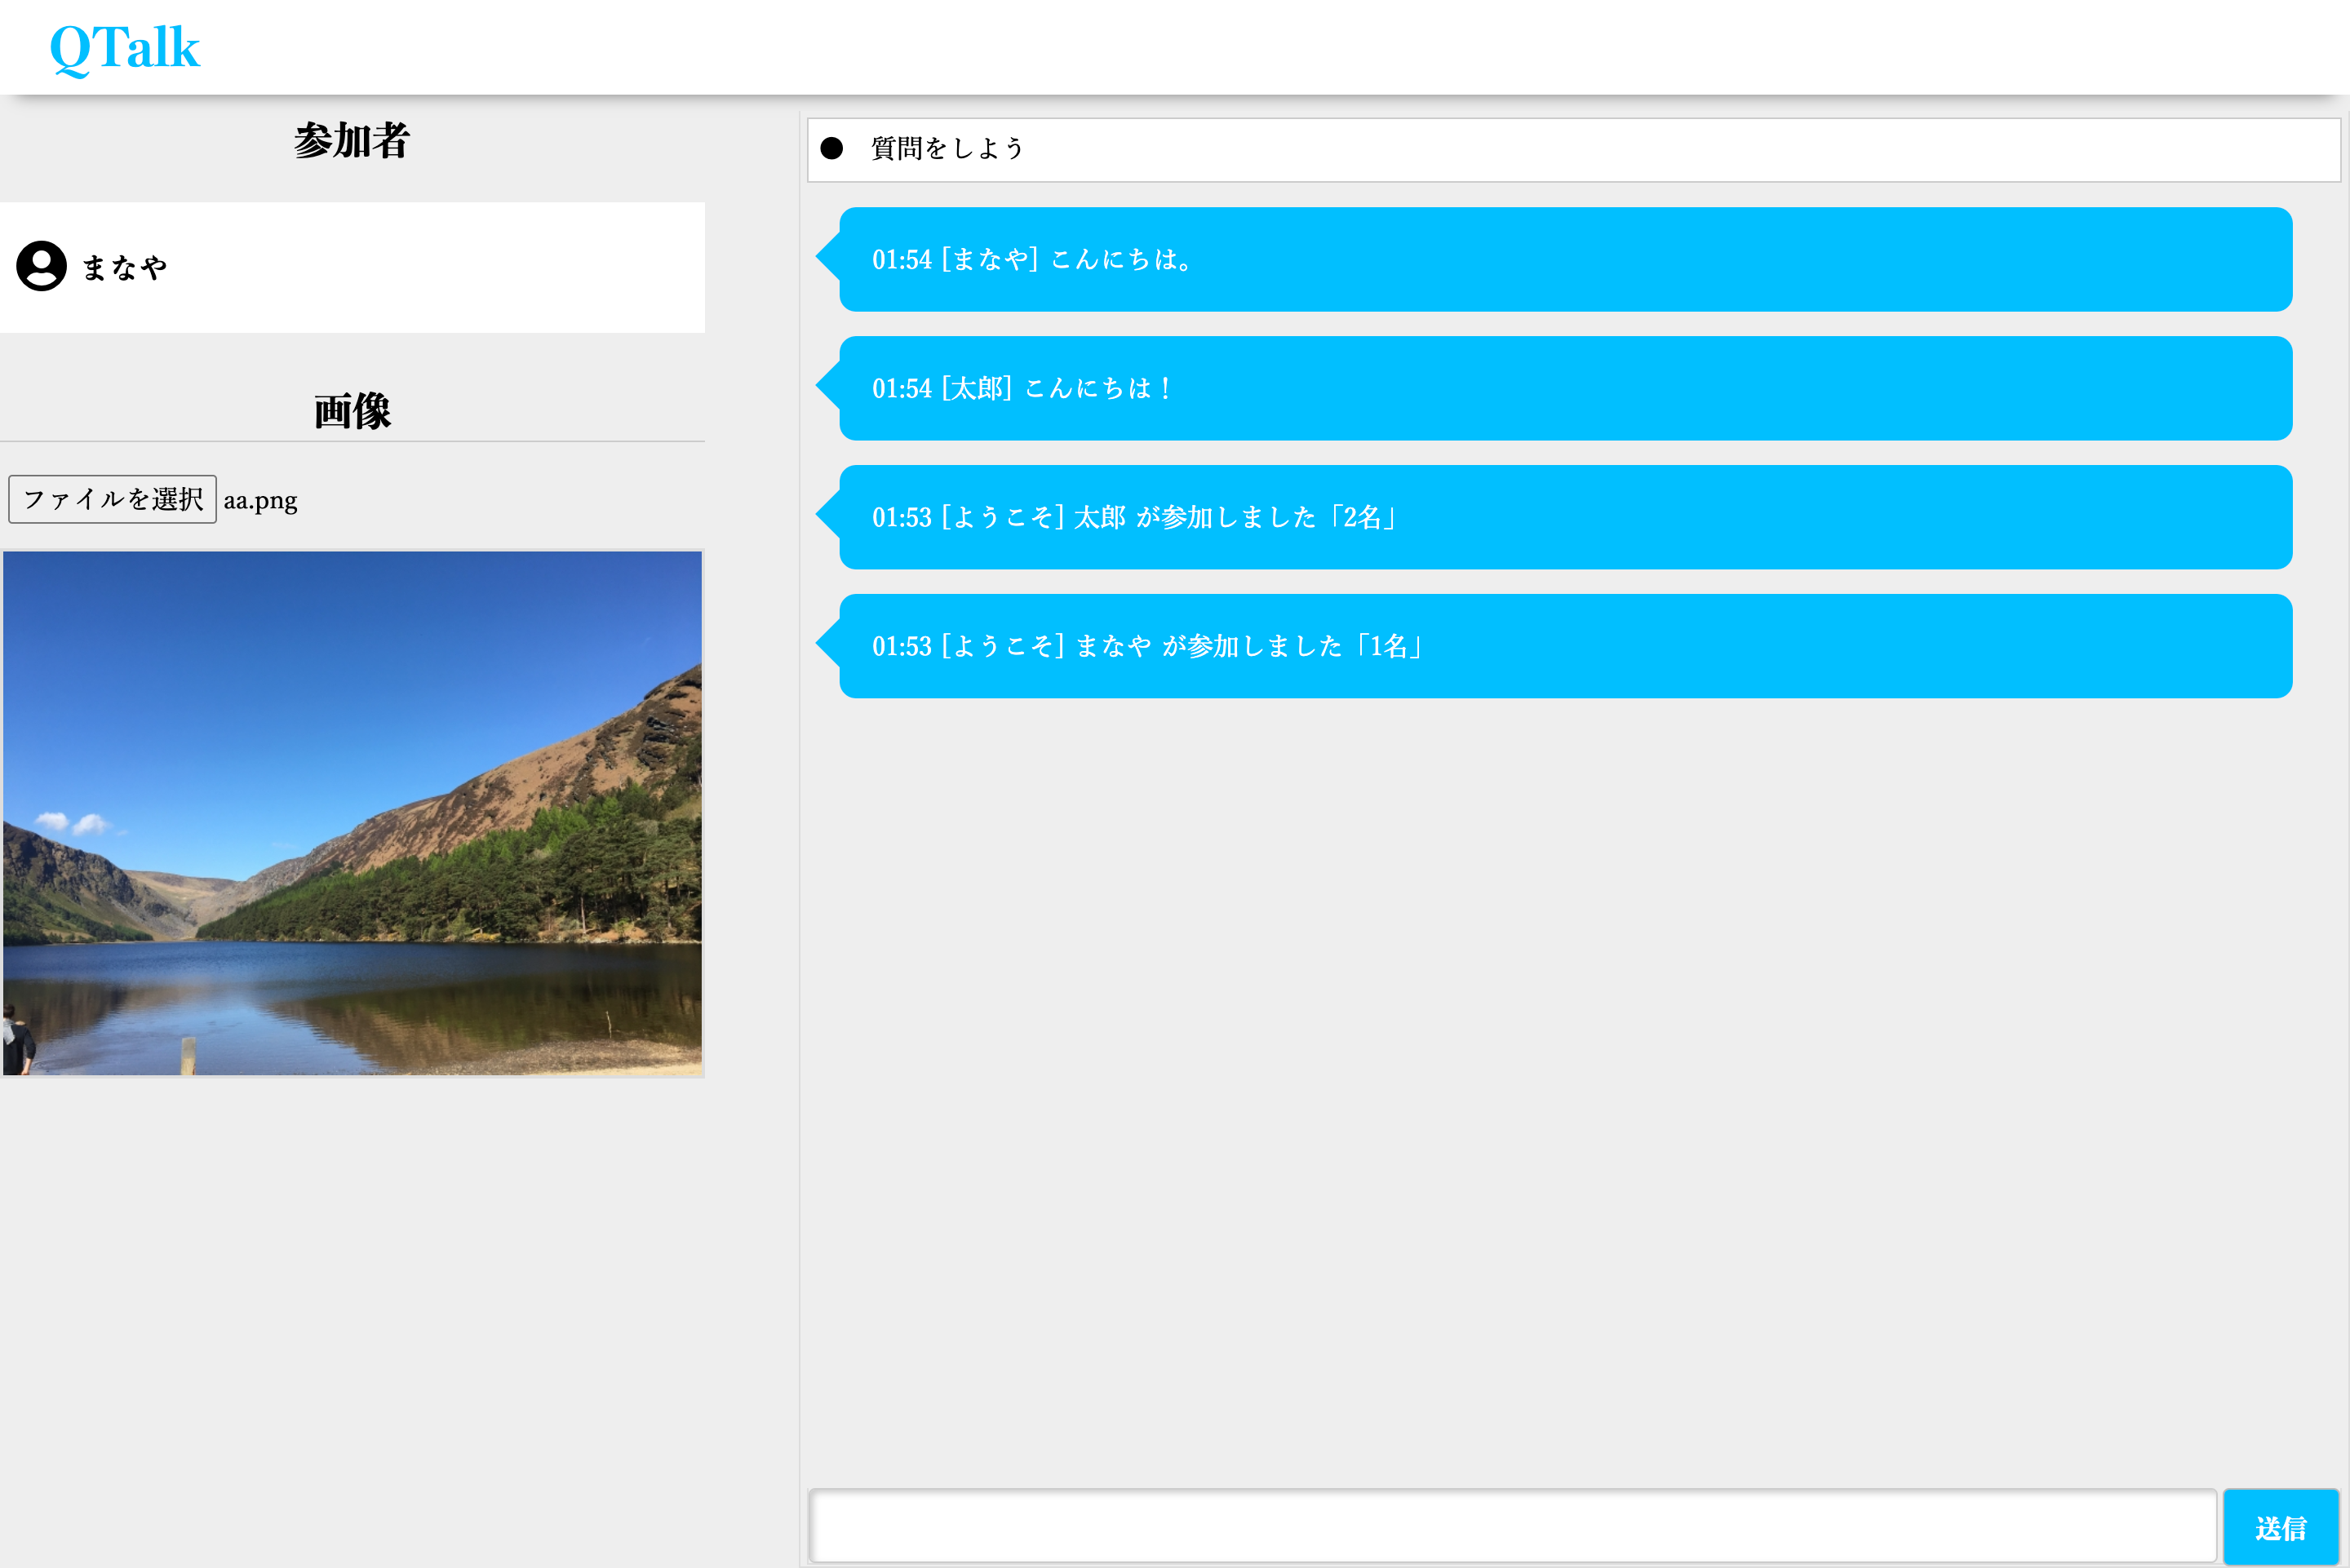 QTalk
参加者
まなや
画像
ファイルを選択 aa.png
質問をしよう
01:54 [まなや] こんにちは。
01:54 [太郎] こんにちは！
01:53 [ようこそ] 太郎 が参加しました「2名」
01:53 [ようこそ] まなや が参加しました「1名」
送信